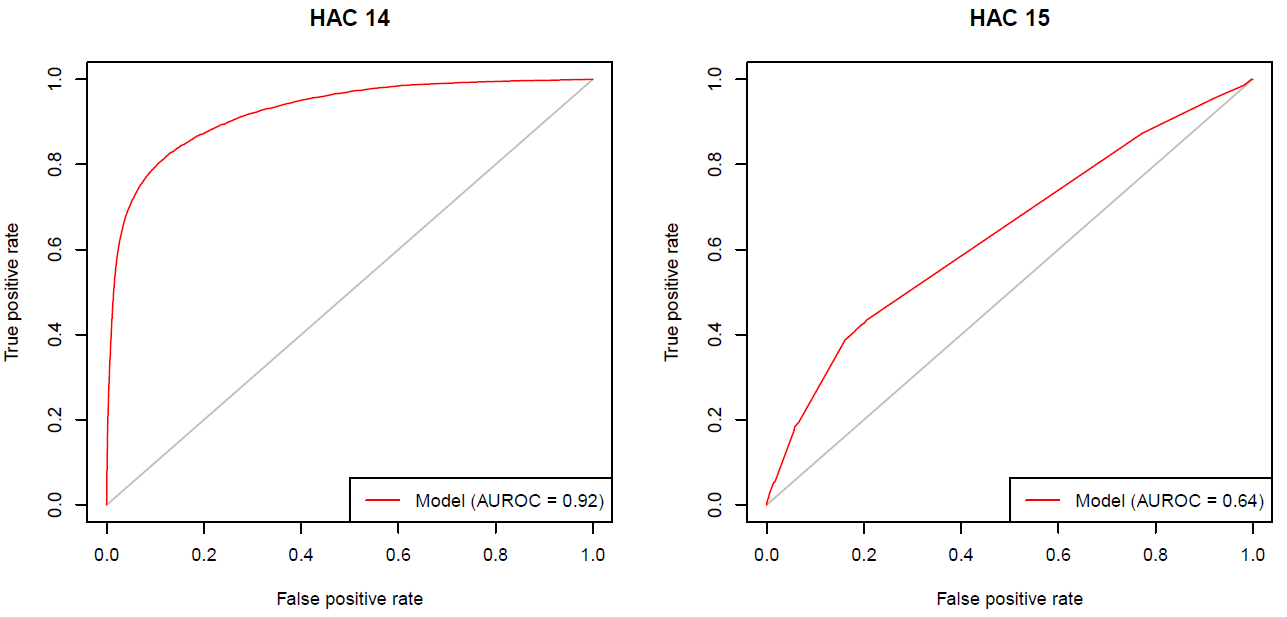 HAC 14
True positive rate
1.0
0.8
0.6
0.4
0.2
0.0
Model (AUROC = 0.92)
0.0 0.2 0.4 0.6 0.8 1.0
False positive rate
HAC 15
True positive rate
1.0
0.8
0.6
0.4
0.2
0.0
Model (AUROC = 0.64)
0.0 0.2 0.4 0.6 0.8 1.0
False positive rate